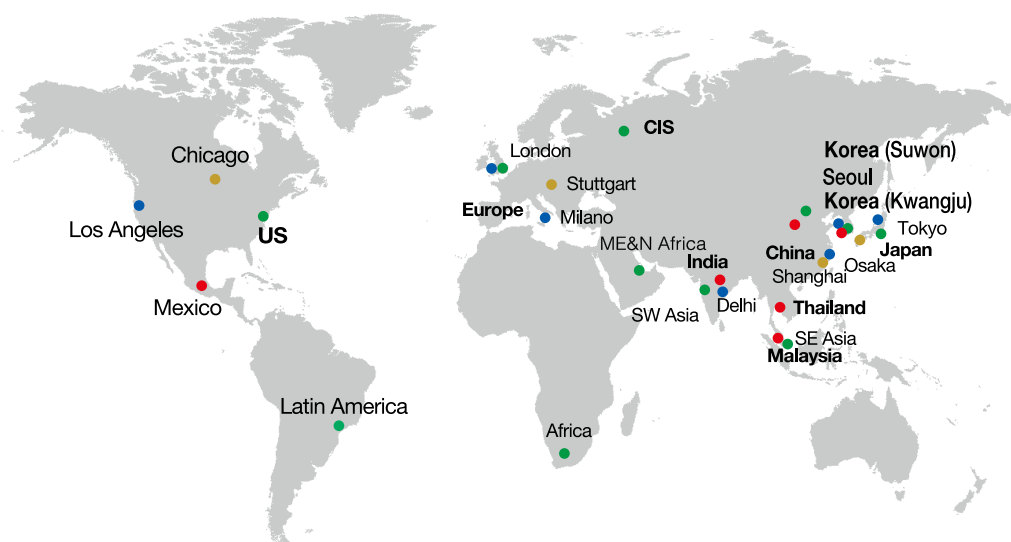 CIS
Korea (Suwon)
London
Chicago
Seoul
Stuttgart
Korea (Kwangju)
Europe
Milano
Los Angeles
US
Tokyo
ME&N Africa
Japan
China
India
Osaka
Shanghai
Mexico
Delhi
Thailand
SW Asia
SE Asia
Malaysia
Latin America
Africa